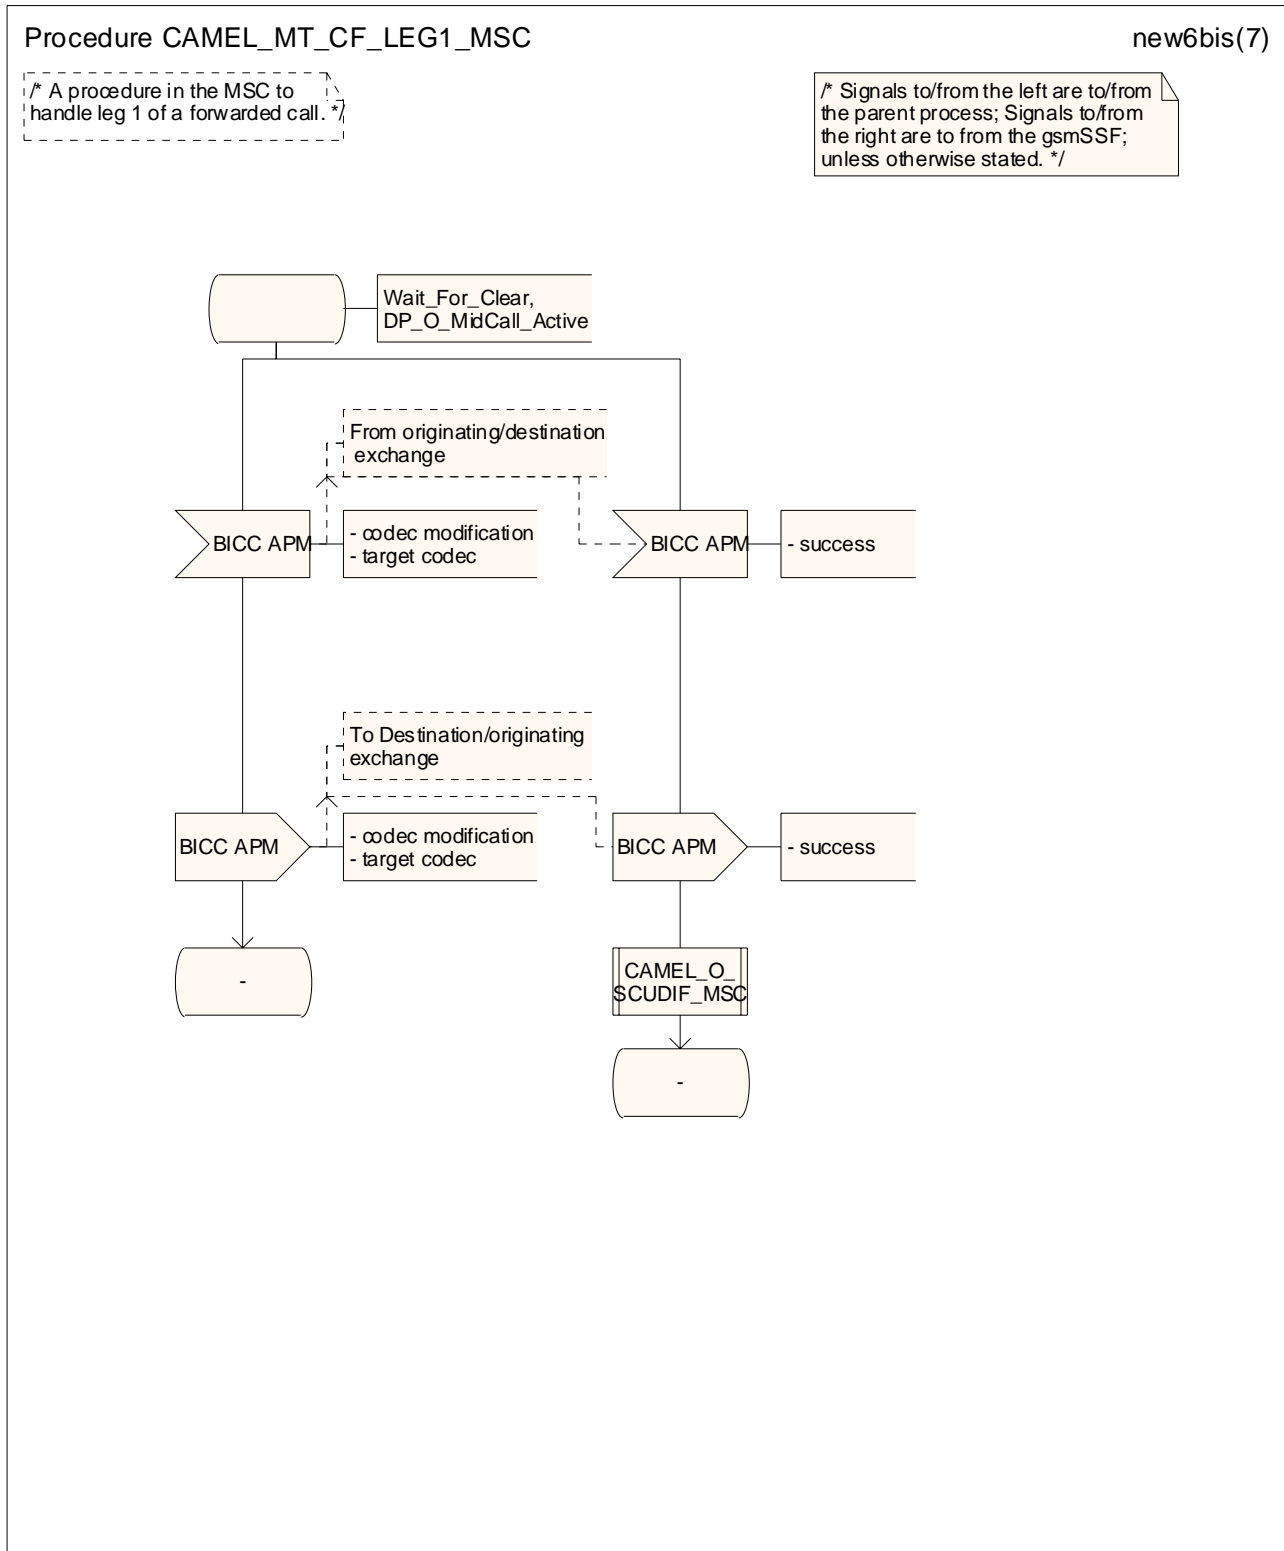 Procedure CAMEL_MT_CF_LEG1_MSC
new6bis(7)
/* A procedure in the MSC to
handle leg 1 of a forwarded call. */
/* Signals to/from the left are to/from
the parent process; Signals to/from
the right are to from the gsmSSF;
unless otherwise stated. */
Wait_For_Clear,
DP_O_MidCall_Active
From originating/destination
exchange
BICC APM
- codec modification
- target codec
BICC APM
- success
To Destination/originating
exchange
BICC APM
- codec modification
- target codec
BICC APM
- success
-
CAMEL_O_
SCUDIF_MSC
-